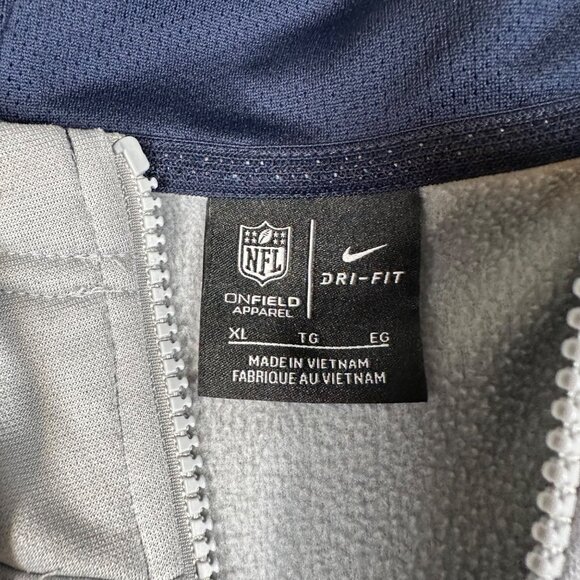 NFL
DRI-FIT
ONFIELD
APPAREL
XL TG EG
MADE IN VIETNAM
FABRIQUE AU VIETNAM